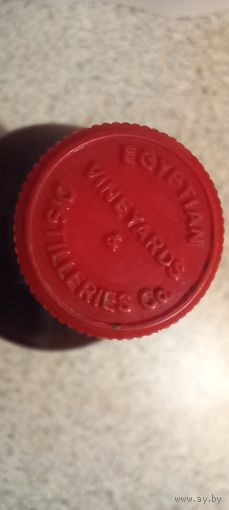 EGYPTIAN
VINEYARDS
&
DISTILLERIES Co.
www.ay.by